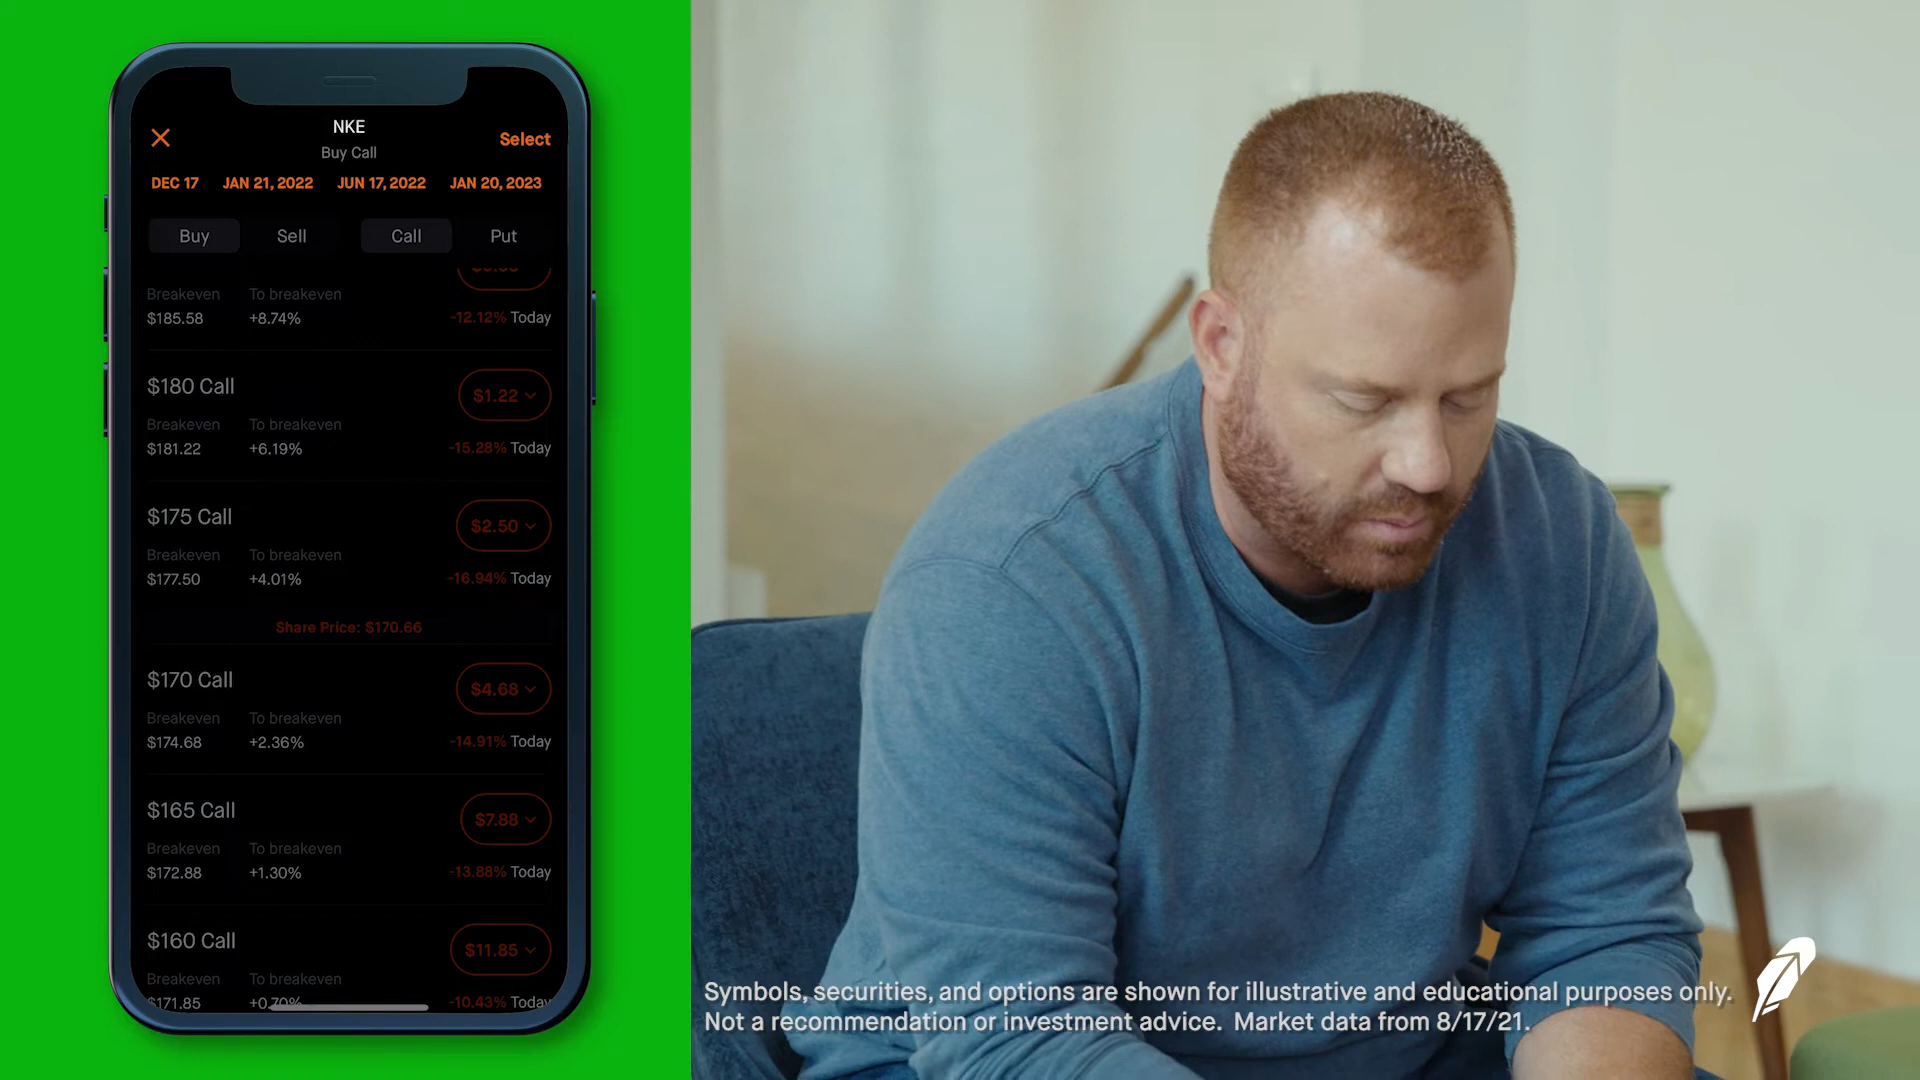 NKE
Select
Buy Call
DEC 17 JAN 21, 2022 JUN 17, 2022 JAN 20, 2023
Buy Sell Call Put
Breakeven To breakeven
$185.58 +8.74% -12.12% Today
$180 Call $1.22
Breakeven To breakeven
$181.22 +6.19% -15.28% Today
$175 Call $2.50
Breakeven To breakeven
$177.50 +4.01% -16.94% Today
Share Price: $170.66
$170 Call $4.68
Breakeven To breakeven
$174.68 +2.36% -14.91% Today
$165 Call $7.88
Breakeven To breakeven
$172.88 +1.30% -13.88% Today
$160 Call $11.85
Breakeven To breakeven
$171.85 +0.70% -10.43% Today
Symbols, securities, and options are shown for illustrative and educational purposes only.
Not a recommendation or investment advice. Market data from 8/17/21.